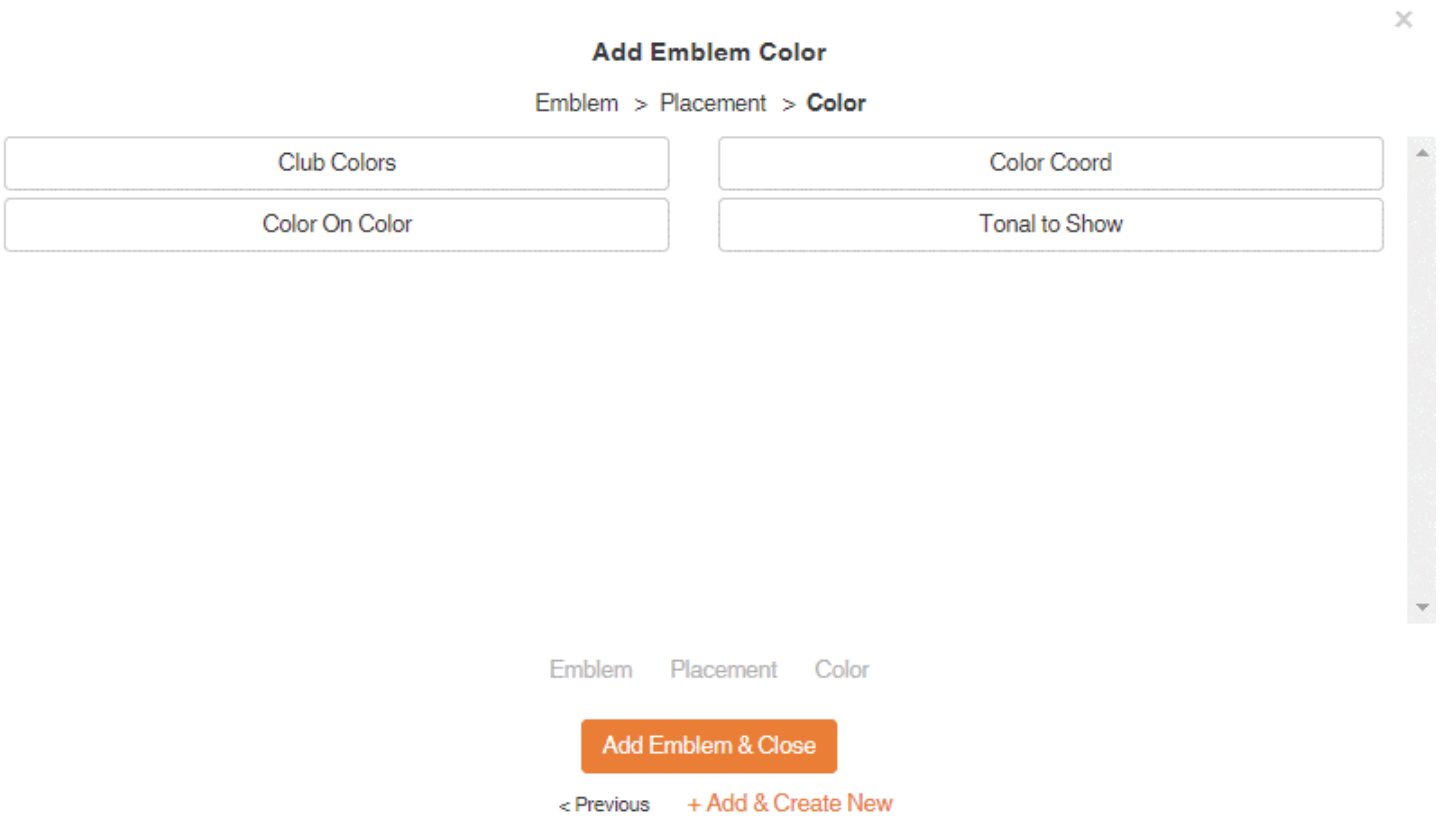 ×
Add Emblem Color
Emblem > Placement > Color
Club Colors
Color Coord
Color On Color
Tonal to Show
Emblem Placement Color
Add Emblem & Close
< Previous + Add & Create New